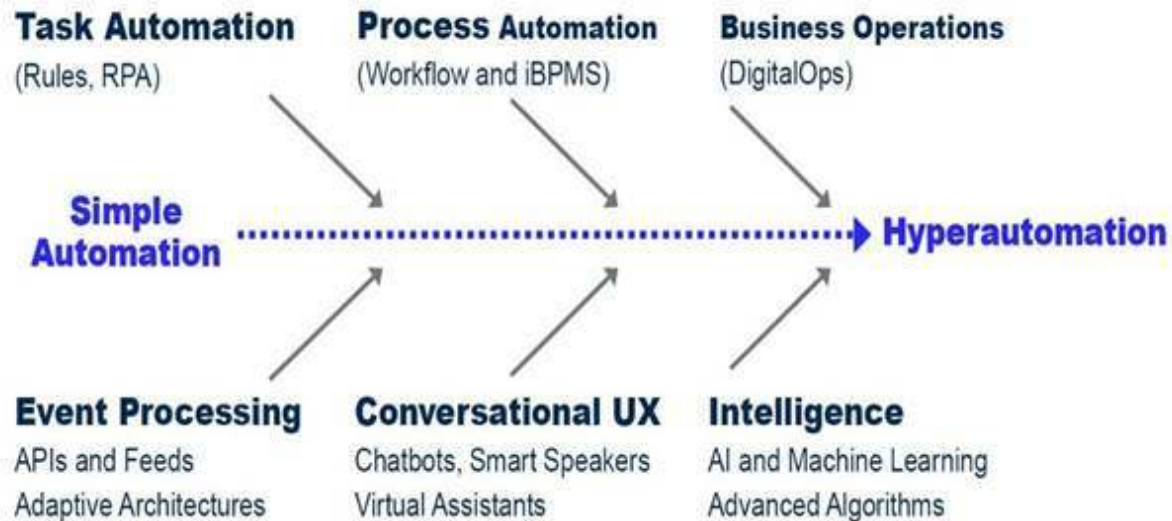 Task Automation
(Rules, RPA)
Process Automation
(Workflow and iBPMS)
Business Operations
(DigitalOps)
Simple
Automation
Hyperautomation
Event Processing
APIs and Feeds
Adaptive Architectures
Conversational UX
Chatbots, Smart Speakers
Virtual Assistants
Intelligence
AI and Machine Learning
Advanced Algorithms